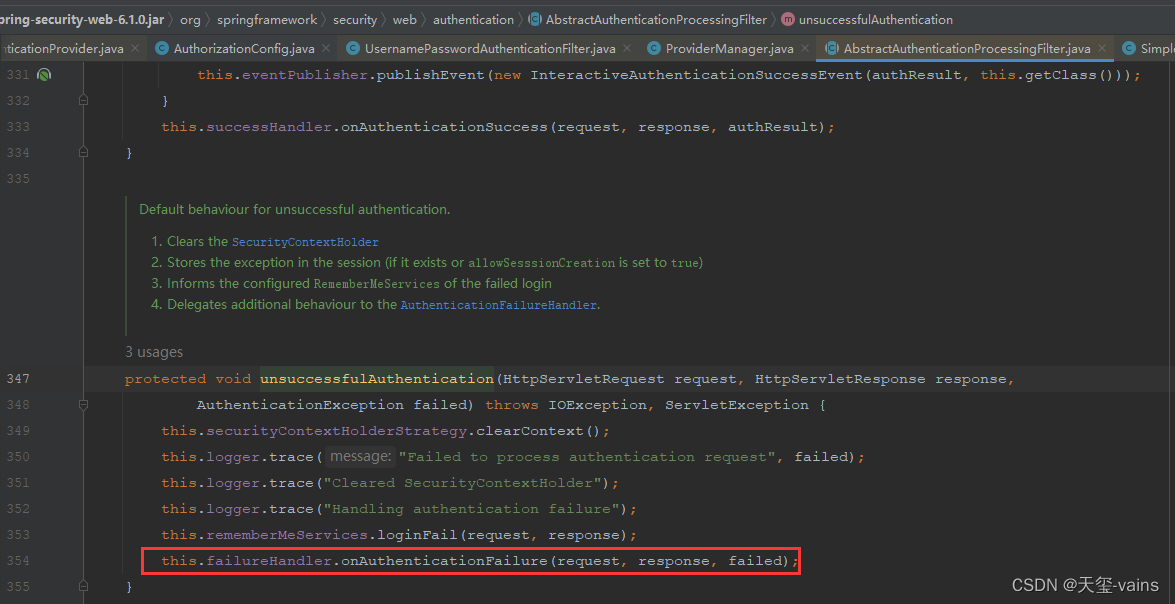 pring-security-web-6.1.0.jar 〉 org 〉 springframework 〉 security 〉 web 〉 authentication 〉 AbstractAuthenticationProcessingFilter 〉 m unsuccessfulAuthentication
nticationProvider.java × C AuthorizationConfig.java × C UsernamePasswordAuthenticationFilter.java × C ProviderManager.java × C AbstractAuthenticationProcessingFilter.java × C Simple
331 this.eventPublisher.publishEvent(new InteractiveAuthenticationSuccessEvent(authResult, this.getClass()));
332 }
333 this.successHandler.onAuthenticationSuccess(request, response, authResult);
334 }
335
Default behaviour for unsuccessful authentication.
1. Clears the SecurityContextHolder
2. Stores the exception in the session (if it exists or allowSesssionCreation is set to true)
3. Informs the configured RememberMeServices of the failed login
4. Delegates additional behaviour to the AuthenticationFailureHandler.
3 usages
347 protected void unsuccessfulAuthentication(HttpServletRequest request, HttpServletResponse response,
348 AuthenticationException failed) throws IOException, ServletException {
349 this.securityContextHolderStrategy.clearContext();
350 this.logger.trace( message: "Failed to process authentication request", failed);
351 this.logger.trace("Cleared SecurityContextHolder");
352 this.logger.trace("Handling authentication failure");
353 this.rememberMeServices.loginFail(request, response);
354 this.failureHandler.onAuthenticationFailure(request, response, failed);
355 }
CSDN @天玺-vains